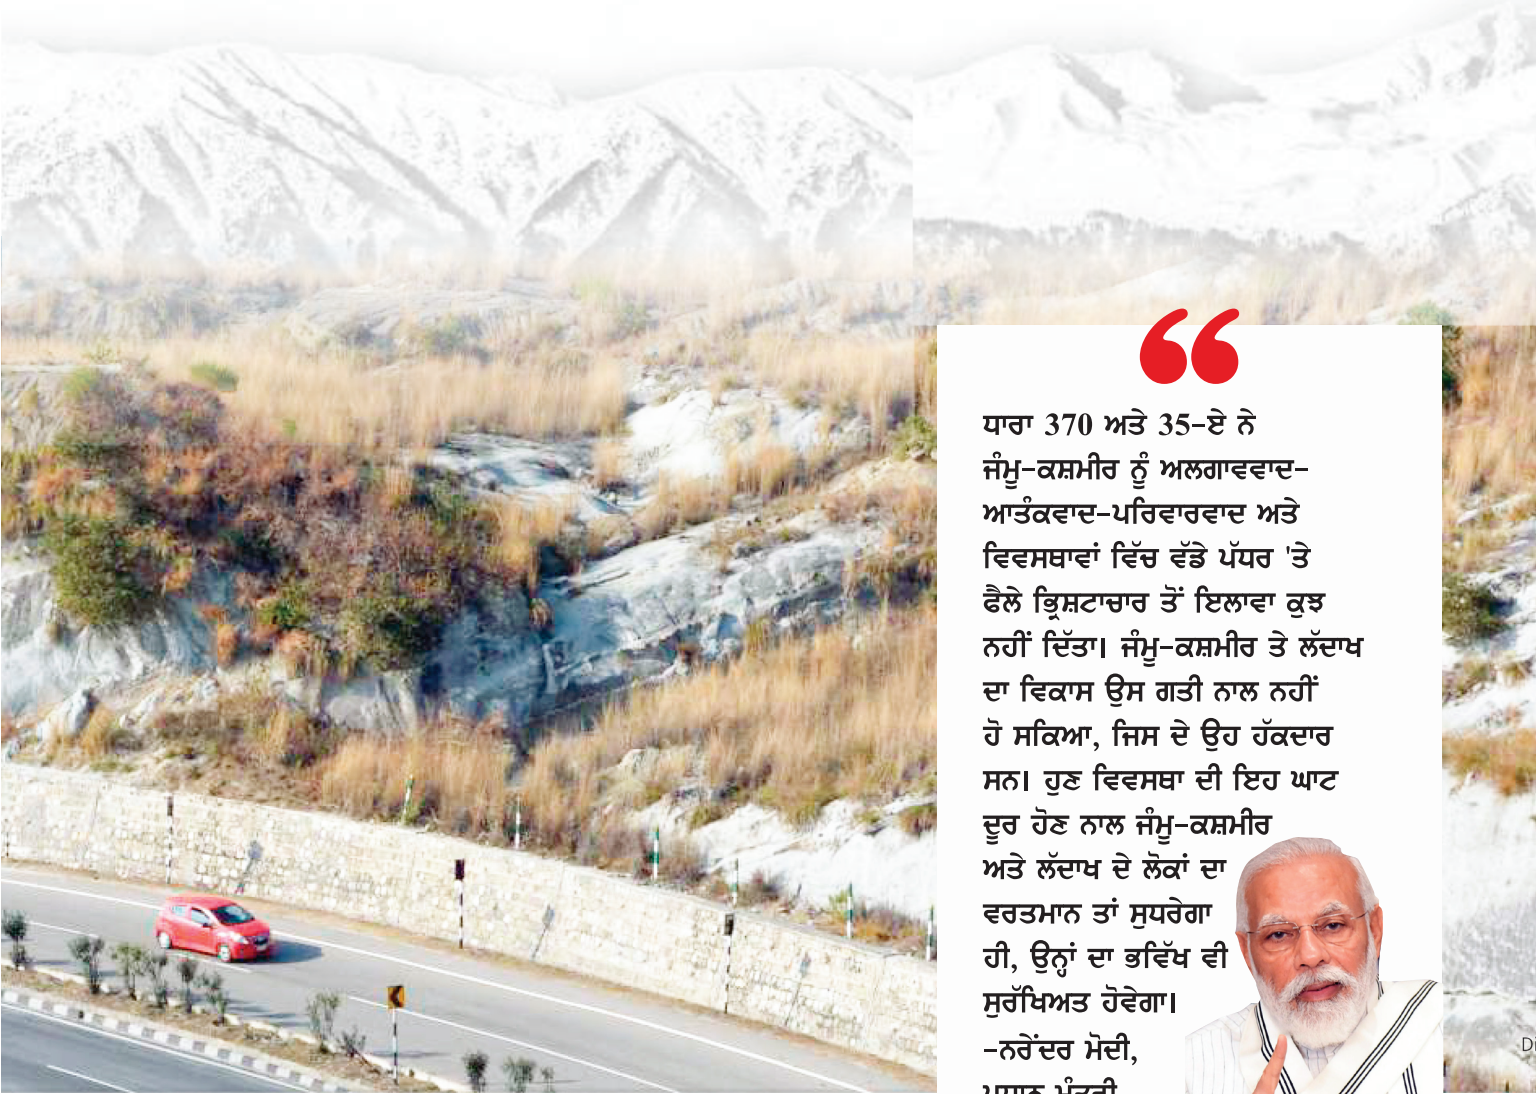 ਧਾਰਾ 370 ਅਤੇ 35-ਏ ਨੇ
ਜੰਮੂ-ਕਸ਼ਮੀਰ ਨੂੰ ਅਲਗਾਵਵਾਦ-
ਆਤੰਕਵਾਦ-ਪਰਿਵਾਰਵਾਦ ਅਤੇ
ਵਿਵਸਥਾਵਾਂ ਵਿੱਚ ਵੱਡੇ ਪੱਧਰ 'ਤੇ
ਫੈਲੇ ਭ੍ਰਿਸ਼ਟਾਚਾਰ ਤੋਂ ਇਲਾਵਾ ਕੁਝ
ਨਹੀਂ ਦਿੱਤਾ। ਜੰਮੂ-ਕਸ਼ਮੀਰ ਤੇ ਲੱਦਾਖ
ਦਾ ਵਿਕਾਸ ਉਸ ਗਤੀ ਨਾਲ ਨਹੀਂ
ਹੋ ਸਕਿਆ, ਜਿਸ ਦੇ ਉਹ ਹੱਕਦਾਰ
ਸਨ। ਹੁਣ ਵਿਵਸਥਾ ਦੀ ਇਹ ਘਾਟ
ਦੂਰ ਹੋਣ ਨਾਲ ਜੰਮੂ-ਕਸ਼ਮੀਰ
ਅਤੇ ਲੱਦਾਖ ਦੇ ਲੋਕਾਂ ਦਾ
ਵਰਤਮਾਨ ਤਾਂ ਸੁਧਰੇਗਾ
ਹੀ, ਉਨ੍ਹਾਂ ਦਾ ਭਵਿੱਖ ਵੀ
ਸੁਰੱਖਿਅਤ ਹੋਵੇਗਾ।
-ਨਰੇਂਦਰ ਮੋਦੀ,